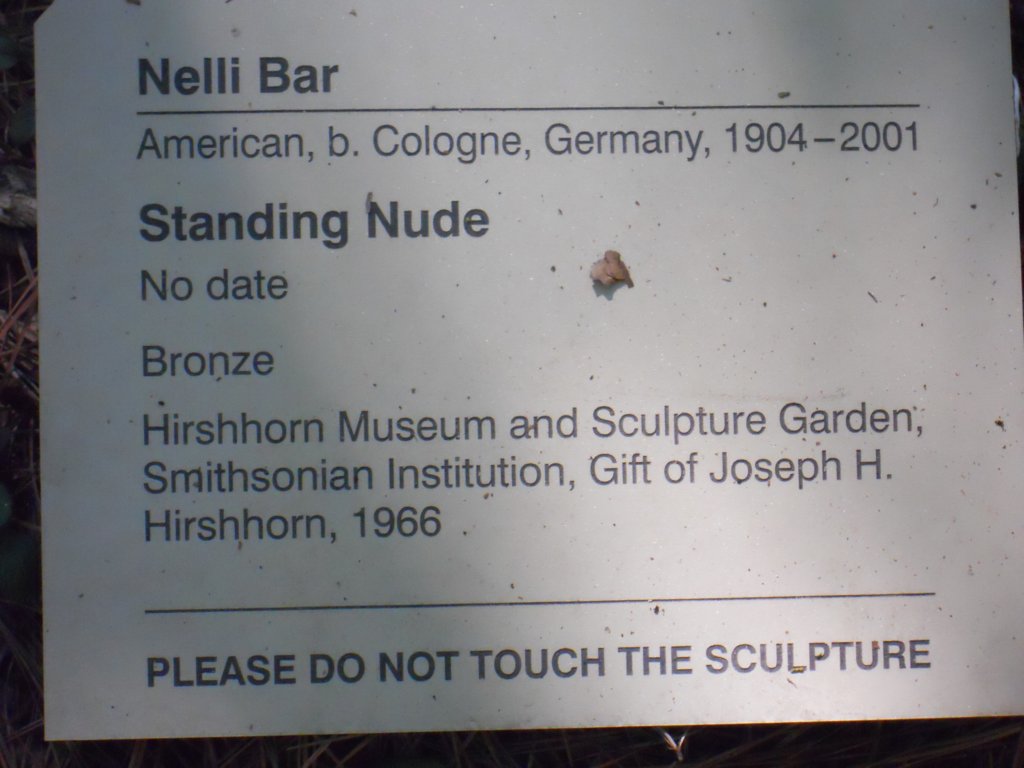 Nelli Bar
American, b. Cologne, Germany, 1904–2001
Standing Nude
No date
Bronze
Hirshhorn Museum and Sculpture Garden,
Smithsonian Institution, Gift of Joseph H.
Hirshhorn, 1966
PLEASE DO NOT TOUCH THE SCULPTURE